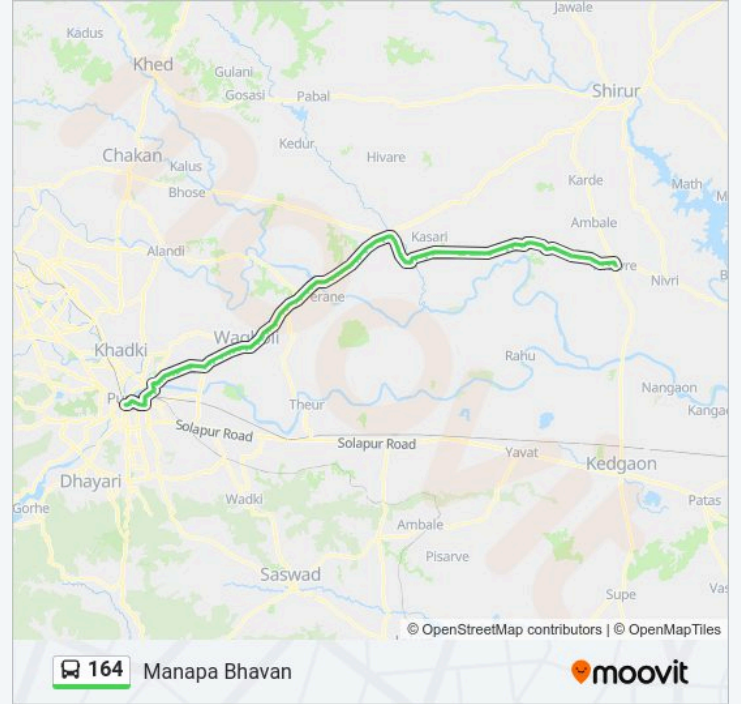 Jawale
Kadus
Khed
Gulani
Gosasi
Pabal
Shirur
Kedur
Hivare
Chakan
Kalus
Karde
Math
Bhose
Ambale
Kasari
Alandi
Nivri
Khadki
Rahu
Nangaon
Theur
Solapur Road
Solapur Road
Yavat
Kedgaon
Dhayari
Wadki
Patas
Gorhe
Ambale
Pisarve
Saswad
Supe
© OpenStreetMap contributors | © OpenMapTiles
164 Manapa Bhavan
moovit